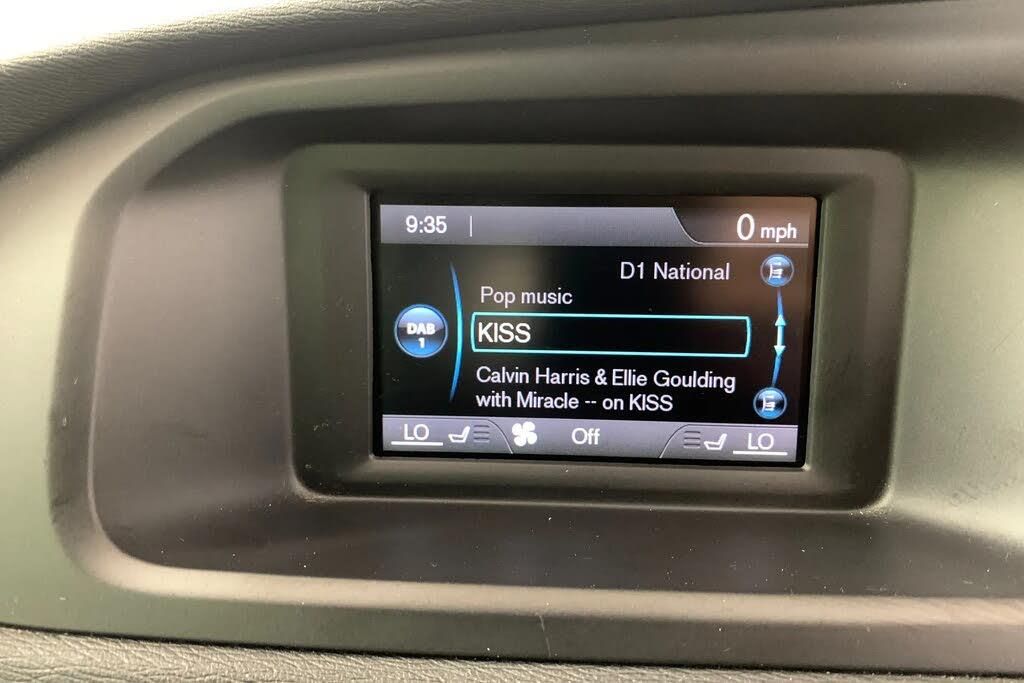 9:35
0 mph
D1 National
Pop music
DAB
1
KISS
Calvin Harris & Ellie Goulding
with Miracle -- on KISS
LO
Off
LO